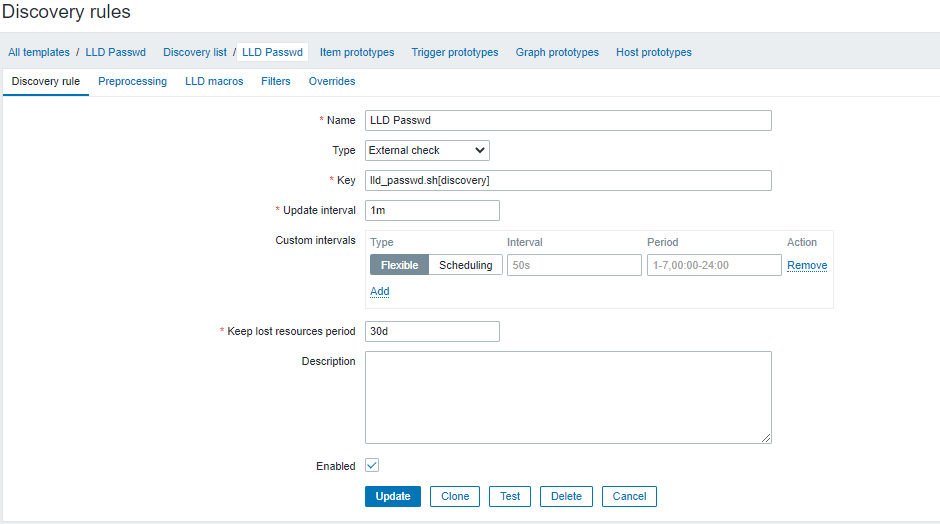 Discovery rules
All templates / LLD Passwd Discovery list / LLD Passwd Item prototypes Trigger prototypes Graph prototypes Host prototypes
Discovery rule Preprocessing LLD macros Filters Overrides
* Name LLD Passwd
Type External check
* Key lld_passwd.sh[discovery]
* Update interval 1m
Custom intervals Type Interval Period Action
Flexible Scheduling 50s 1-7,00:00-24:00 Remove
Add
* Keep lost resources period 30d
Description
Enabled
Update Clone Test Delete Cancel